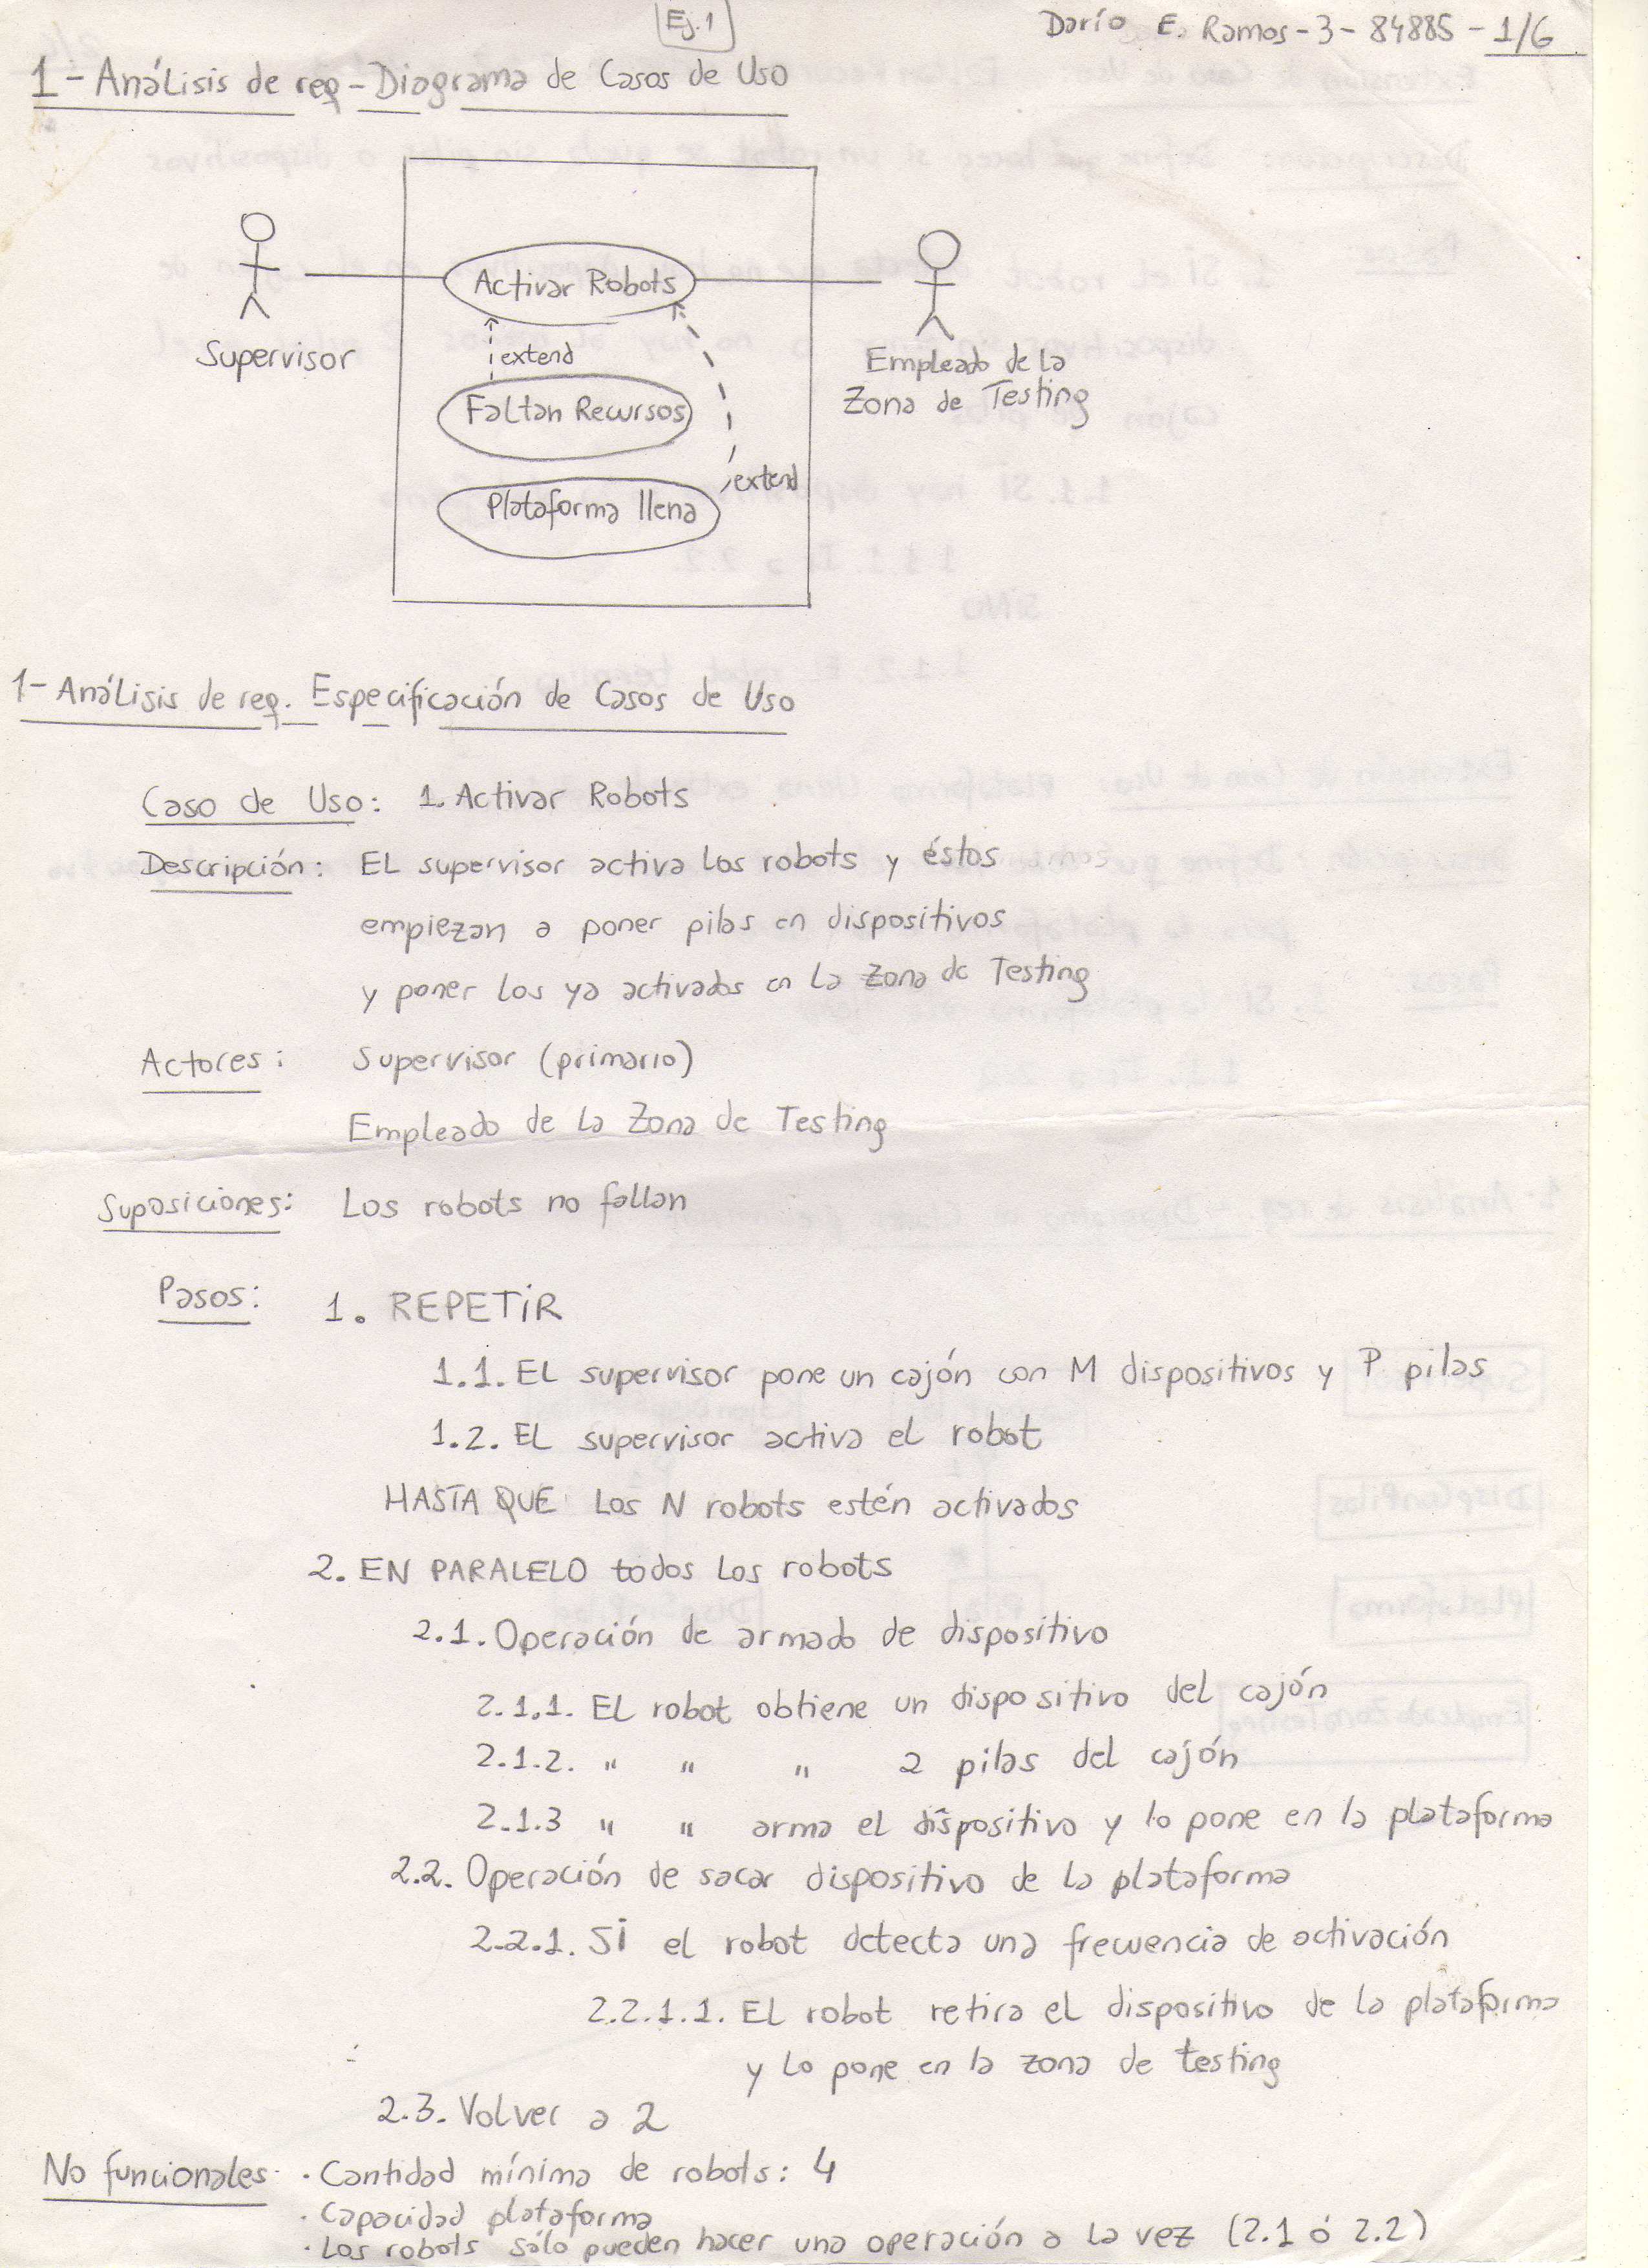 Ej. 1
Darío E. Ramos - 3 - 84885 - 1/6
1 - Análisis de req - Diagrama de Casos de Uso
Activar Robots
Supervisor
extend
Empleado de la
Zona de Testing
Faltan Recursos
extend
Plataforma llena
1 - Análisis de req. Especificación de Casos de Uso
Caso de Uso: 1. Activar Robots
Descripción: El supervisor activa los robots y éstos
empiezan a poner pilas en dispositivos
y poner los ya activados en la Zona de Testing
Actores: Supervisor (primario)
Empleado de la Zona de Testing
Suposiciones: Los robots no fallan
Pasos: 1. REPETIR
1.1. El supervisor pone un cajón con M dispositivos y P pilas
1.2. El supervisor activa el robot
HASTA QUE Los N robots estén activados
2. EN PARALELO todos los robots
2.1. Operación de armado de dispositivo
2.1.1. El robot obtiene un dispositivo del cajón
2.1.2. " " " 2 pilas del cajón
2.1.3 " " arma el dispositivo y lo pone en la plataforma
2.2. Operación de sacar dispositivo de la plataforma
2.2.1. Si el robot detecta una frecuencia de activación
2.2.1.1. El robot retira el dispositivo de la plataforma
y lo pone en la zona de testing
2.3. Volver a 2
No funcionales · Cantidad mínima de robots: 4
· Capacidad plataforma
· Los robots sólo pueden hacer una operación a la vez (2.1 ó 2.2)